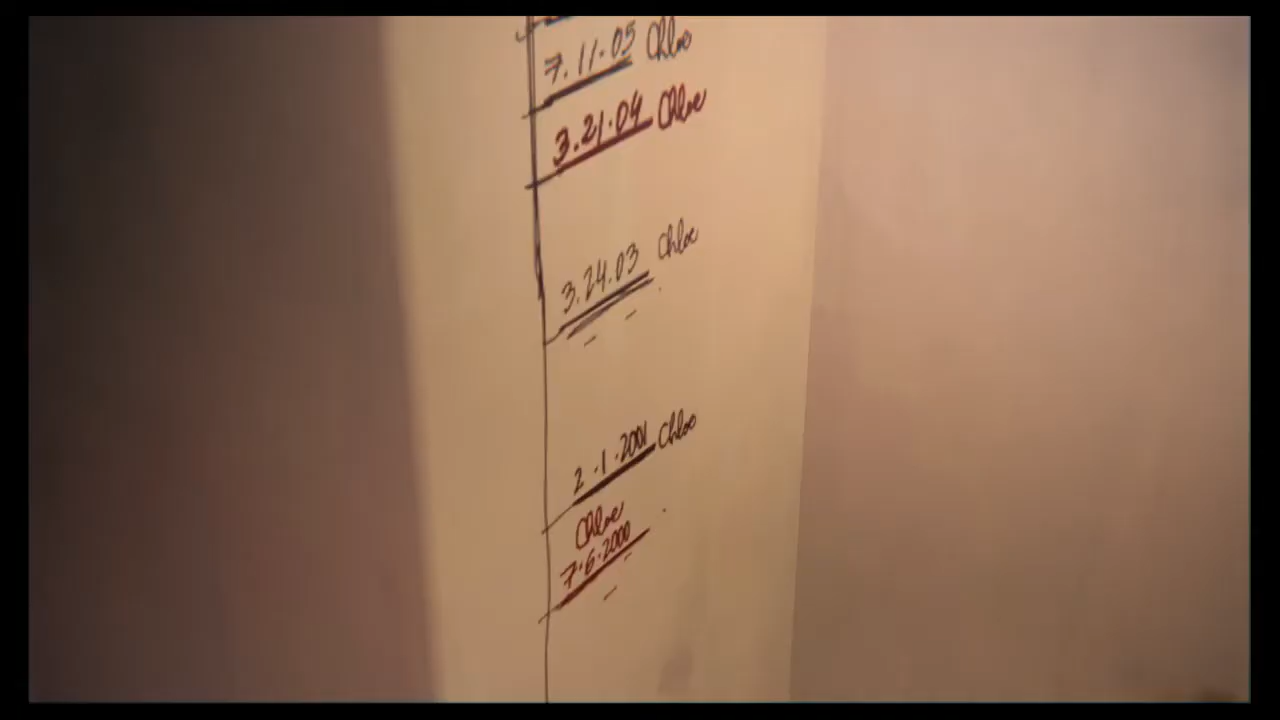 7.11.05 Chloe
3.21.04 Chloe
3.24.03 Chloe
2.1.2001 Chloe
Chloe
7.6.2000